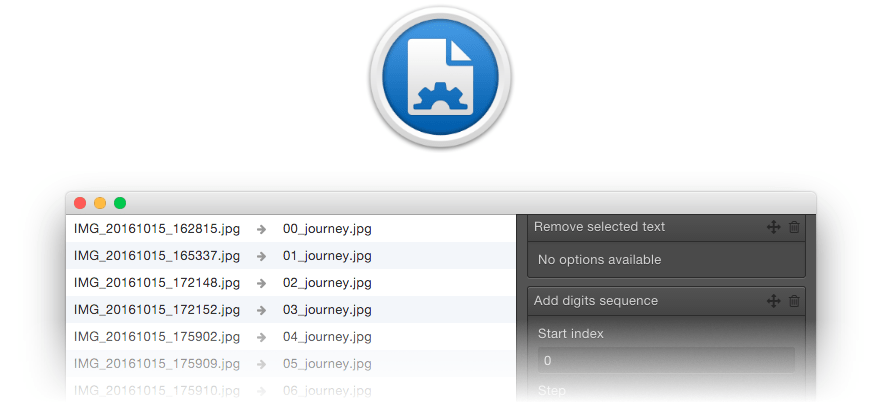 IMG_20161015_162815.jpg → 00_journey.jpg
IMG_20161015_165337.jpg → 01_journey.jpg
IMG_20161015_172148.jpg → 02_journey.jpg
IMG_20161015_172152.jpg → 03_journey.jpg
IMG_20161015_175902.jpg → 04_journey.jpg
IMG_20161015_175909.jpg → 05_journey.jpg
IMG_20161015_175910.jpg → 06_journey.jpg
Remove selected text
No options available
Add digits sequence
Start index
0
Step